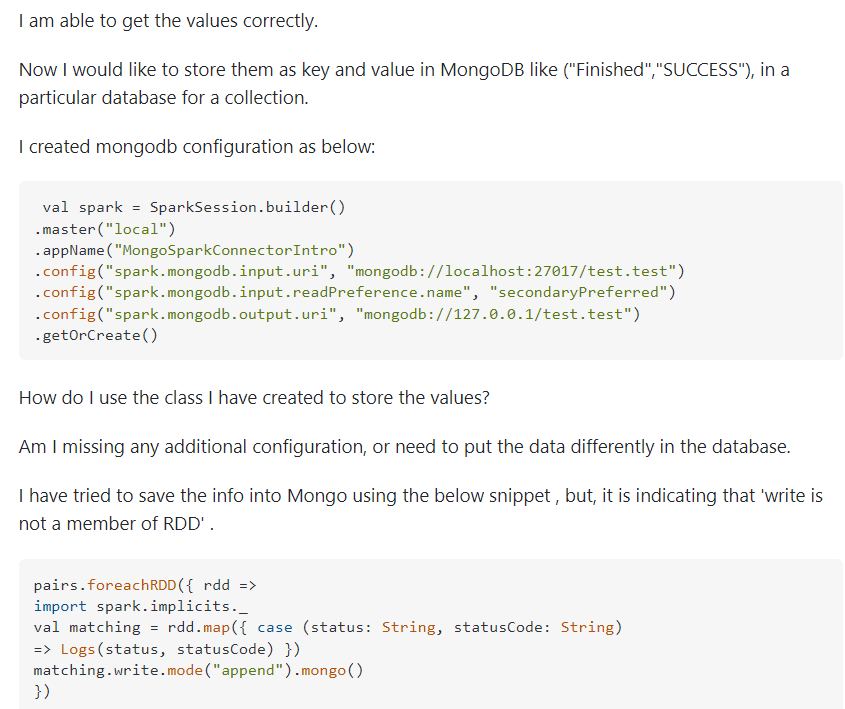 I am able to get the values correctly.
Now I would like to store them as key and value in MongoDB like ("Finished","SUCCESS"), in a
particular database for a collection.
I created mongodb configuration as below:
val spark = SparkSession.builder()
.master("local")
.appName("MongoSparkConnectorIntro")
.config("spark.mongodb.input.uri", "mongodb://localhost:27017/test.test")
.config("spark.mongodb.input.readPreference.name", "secondaryPreferred")
.config("spark.mongodb.output.uri", "mongodb://127.0.0.1/test.test")
.getOrCreate()
How do I use the class I have created to store the values?
Am I missing any additional configuration, or need to put the data differently in the database.
I have tried to save the info into Mongo using the below snippet , but, it is indicating that 'write is
not a member of RDD' .
pairs.foreachRDD({ rdd =>
import spark.implicits._
val matching = rdd.map({ case (status: String, statusCode: String)
=> Logs(status, statusCode) })
matching.write.mode("append").mongo()
})